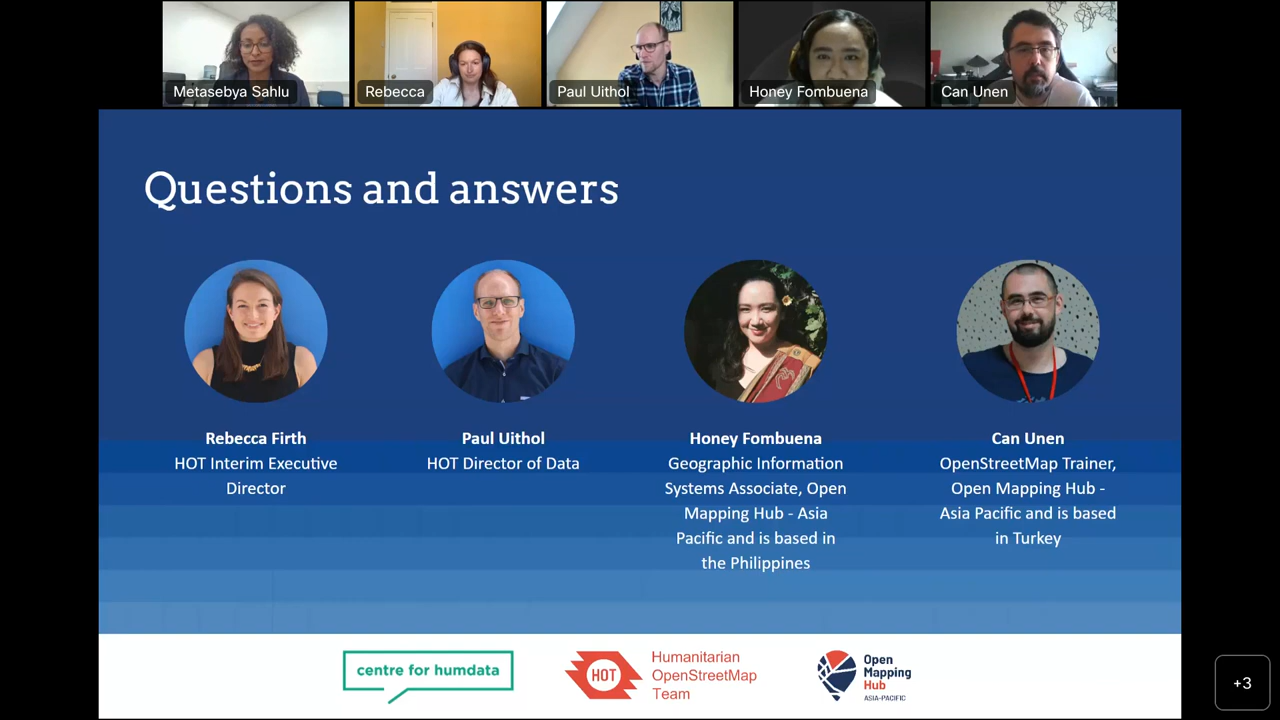 Metasebya Sahlu
Rebecca
Paul Uithol
Honey Fombuena
Can Unen
Questions and answers
Rebecca Firth
HOT Interim Executive
Director
Paul Uithol
HOT Director of Data
Honey Fombuena
Geographic Information
Systems Associate, Open
Mapping Hub - Asia
Pacific and is based in
the Philippines
Can Unen
OpenStreetMap Trainer,
Open Mapping Hub -
Asia Pacific and is based
in Turkey
centre for humdata
HOT
Humanitarian
OpenStreetMap
Team
Open
Mapping
Hub
ASIA-PACIFIC
+3